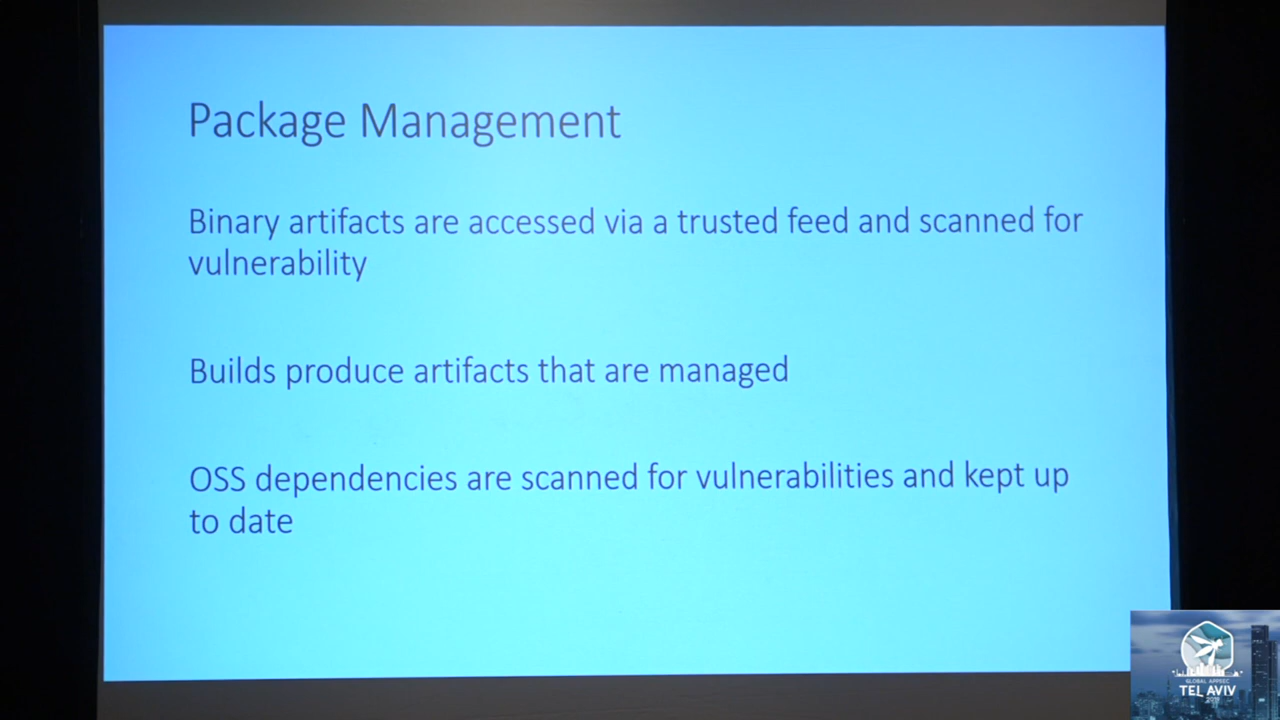 Package Management
Binary artifacts are accessed via a trusted feed and scanned for
vulnerability
Builds produce artifacts that are managed
OSS dependencies are scanned for vulnerabilities and kept up
to date
GLOBAL APPSEC
TEL AVIV